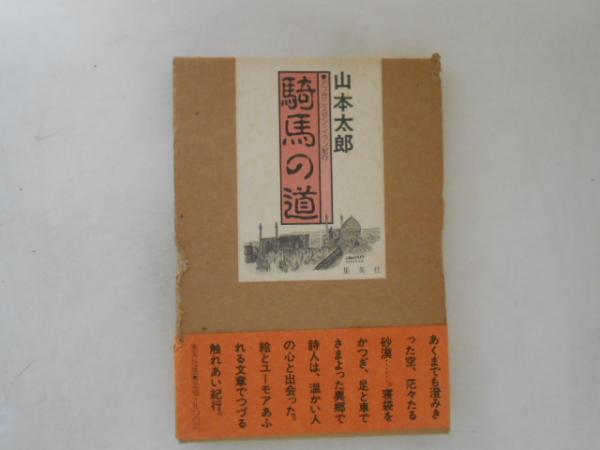 山本太郎
騎馬の道
集英社
あくまでも澄みき
った空、茫々たる
砂漠……。寝袋を
かつぎ、足と車で
さまよった異郷で
詩人は、温かい人
の心と出会った。
絵とユーモアあふ
れる文章でつづる
触れあい紀行。